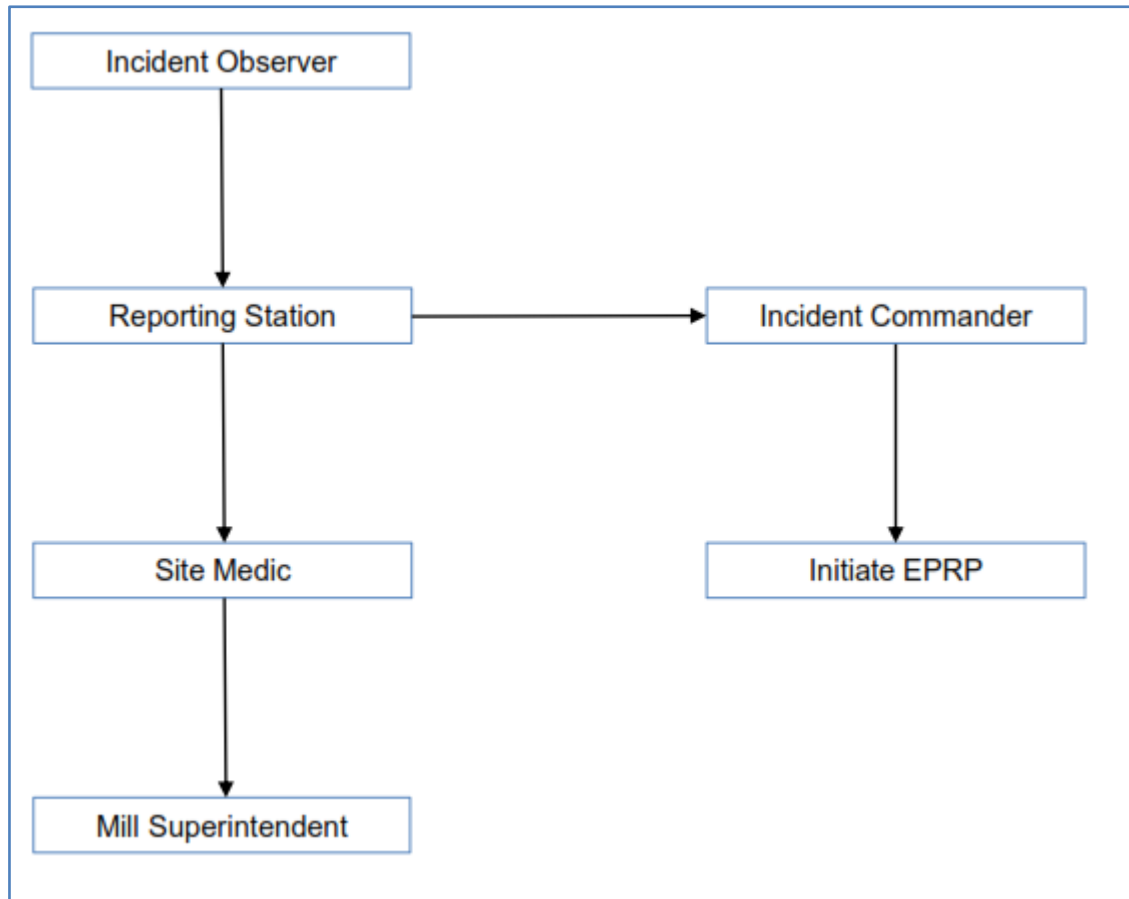 Incident Observer
Reporting Station
Incident Commander
Site Medic
Initiate EPRP
Mill Superintendent